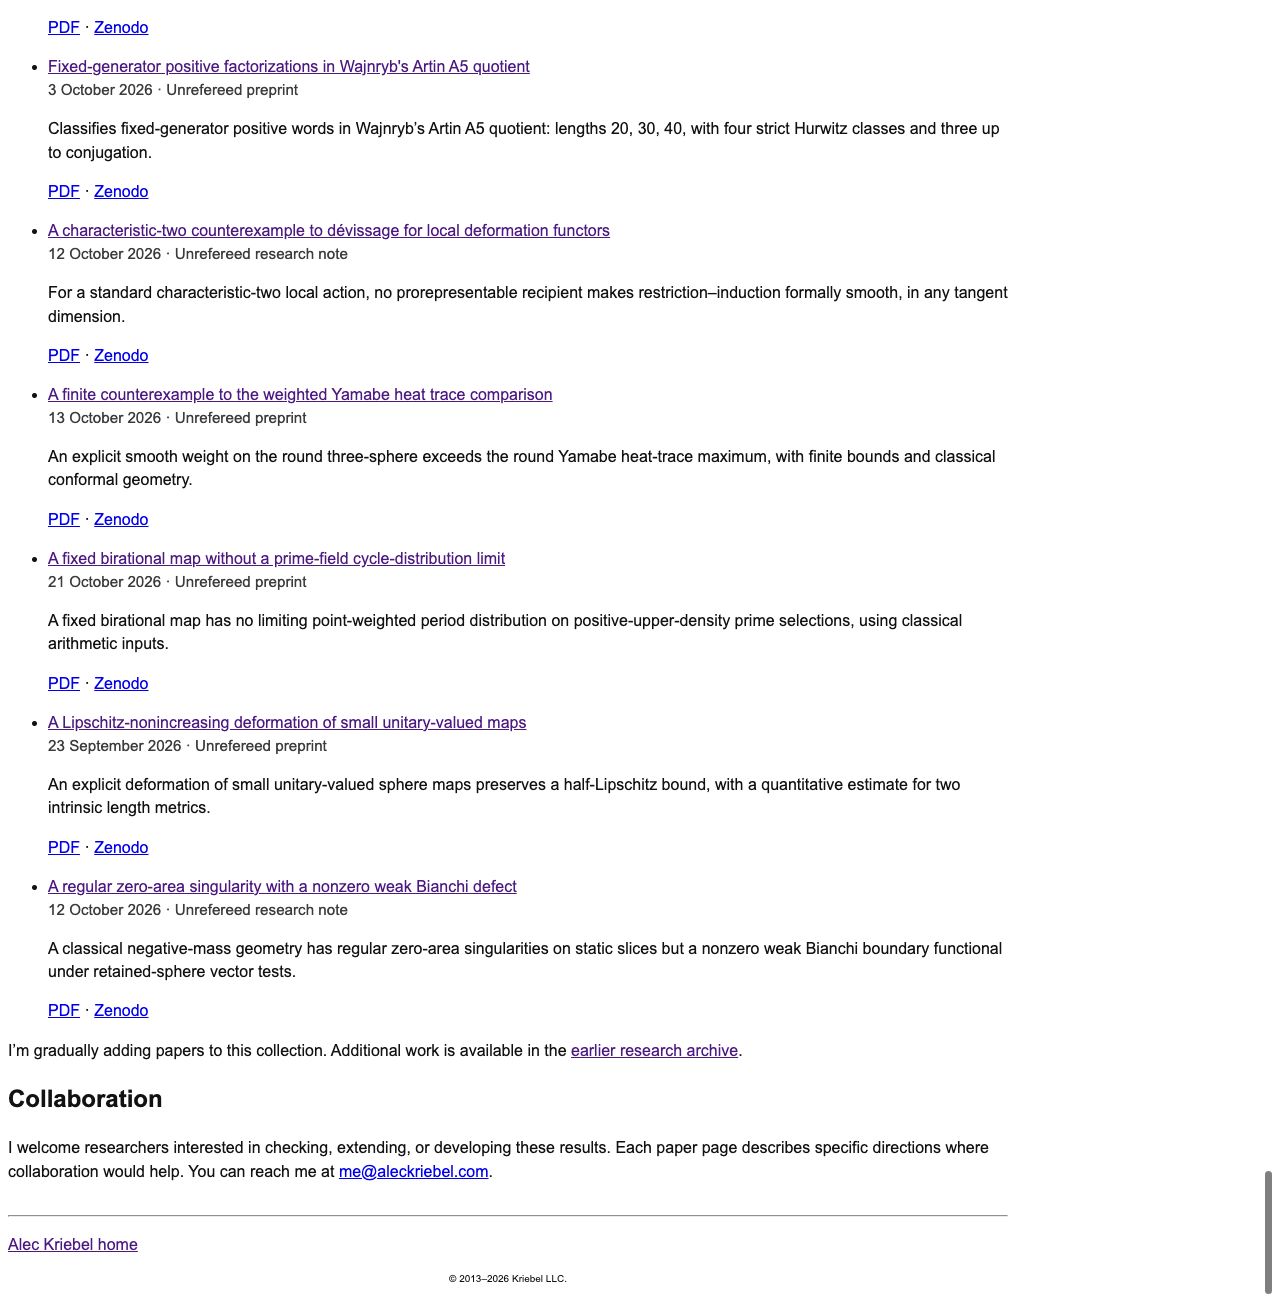 PDF · Zenodo
Fixed-generator positive factorizations in Wajnryb's Artin A5 quotient
3 October 2026 · Unrefereed preprint
Classifies fixed-generator positive words in Wajnryb’s Artin A5 quotient: lengths 20, 30, 40, with four strict Hurwitz classes and three up
to conjugation.
PDF · Zenodo
A characteristic-two counterexample to dévissage for local deformation functors
12 October 2026 · Unrefereed research note
For a standard characteristic-two local action, no prorepresentable recipient makes restriction–induction formally smooth, in any tangent
dimension.
PDF · Zenodo
A finite counterexample to the weighted Yamabe heat trace comparison
13 October 2026 · Unrefereed preprint
An explicit smooth weight on the round three-sphere exceeds the round Yamabe heat-trace maximum, with finite bounds and classical
conformal geometry.
PDF · Zenodo
A fixed birational map without a prime-field cycle-distribution limit
21 October 2026 · Unrefereed preprint
A fixed birational map has no limiting point-weighted period distribution on positive-upper-density prime selections, using classical
arithmetic inputs.
PDF · Zenodo
A Lipschitz-nonincreasing deformation of small unitary-valued maps
23 September 2026 · Unrefereed preprint
An explicit deformation of small unitary-valued sphere maps preserves a half-Lipschitz bound, with a quantitative estimate for two
intrinsic length metrics.
PDF · Zenodo
A regular zero-area singularity with a nonzero weak Bianchi defect
12 October 2026 · Unrefereed research note
A classical negative-mass geometry has regular zero-area singularities on static slices but a nonzero weak Bianchi boundary functional
under retained-sphere vector tests.
PDF · Zenodo
I’m gradually adding papers to this collection. Additional work is available in the earlier research archive.
Collaboration
I welcome researchers interested in checking, extending, or developing these results. Each paper page describes specific directions where
collaboration would help. You can reach me at me@aleckriebel.com.
Alec Kriebel home
© 2013–2026 Kriebel LLC.